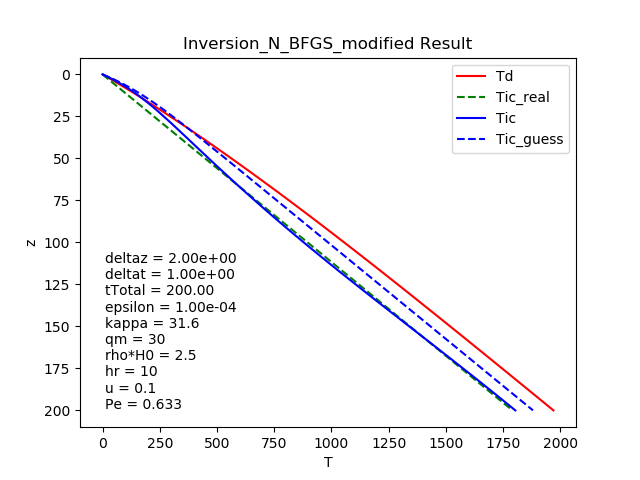 Inversion_N_BFGS_modified Result
Td
Tic_real
Tic
Tic_guess
0
25
50
75
100
125
150
175
200
z
deltaz = 2.00e+00
deltat = 1.00e+00
tTotal = 200.00
epsilon = 1.00e-04
kappa = 31.6
qm = 30
rho*H0 = 2.5
hr = 10
u = 0.1
Pe = 0.633
0 250 500 750 1000 1250 1500 1750 2000
T